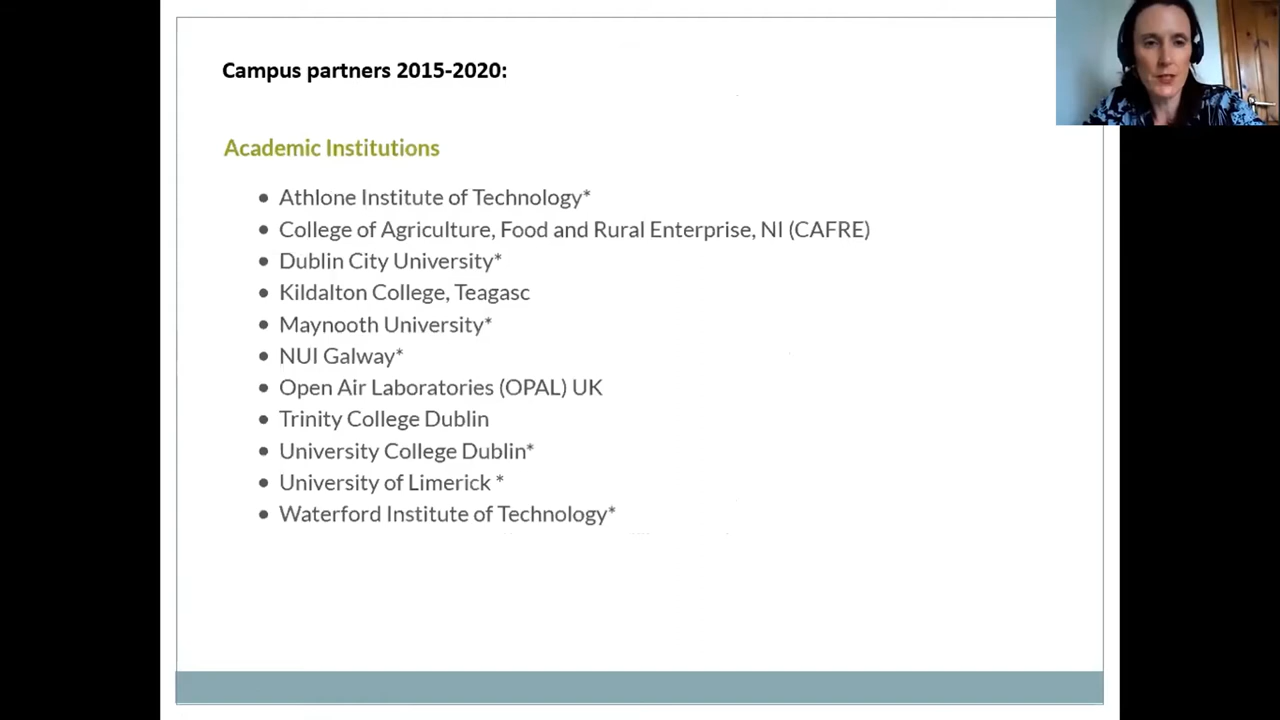 Campus partners 2015-2020:
Academic Institutions
• Athlone Institute of Technology*
• College of Agriculture, Food and Rural Enterprise, NI (CAFRE)
• Dublin City University*
• Kildalton College, Teagasc
• Maynooth University*
• NUI Galway*
• Open Air Laboratories (OPAL) UK
• Trinity College Dublin
• University College Dublin*
• University of Limerick *
• Waterford Institute of Technology*